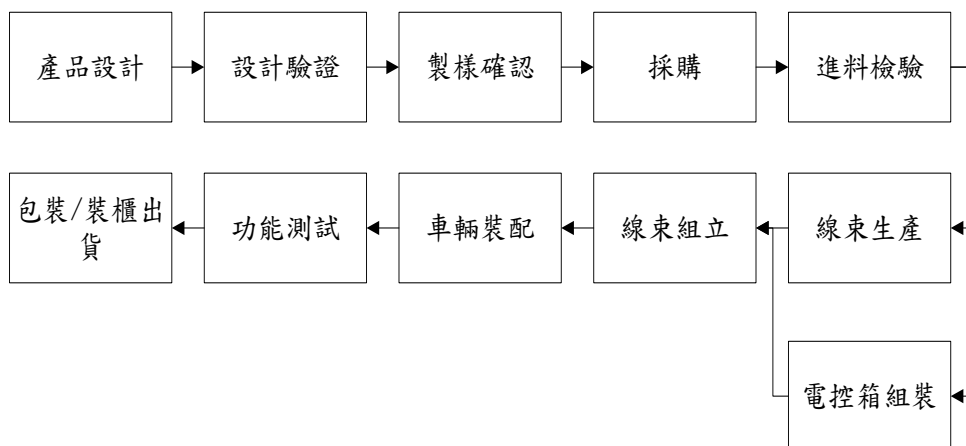 產品設計
設計驗證
製樣確認
採購
進料檢驗
包裝/裝櫃出
貨
功能測試
車輛裝配
線束組立
線束生產
電控箱組裝